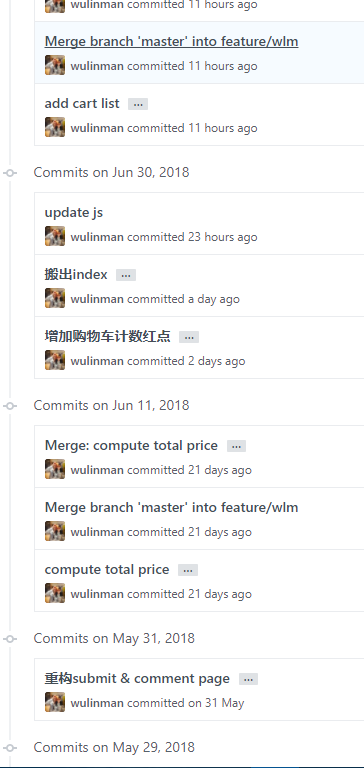 wulinman committed 11 hours ago
Merge branch 'master' into feature/wlm
wulinman committed 11 hours ago
add cart list ...
wulinman committed 11 hours ago
Commits on Jun 30, 2018
update js
wulinman committed 23 hours ago
搬出index ...
wulinman committed a day ago
增加购物车计数红点 ...
wulinman committed 2 days ago
Commits on Jun 11, 2018
Merge: compute total price ...
wulinman committed 21 days ago
Merge branch 'master' into feature/wlm
wulinman committed 21 days ago
compute total price ...
wulinman committed 21 days ago
Commits on May 31, 2018
重构submit & comment page ...
wulinman committed on 31 May
Commits on May 29, 2018